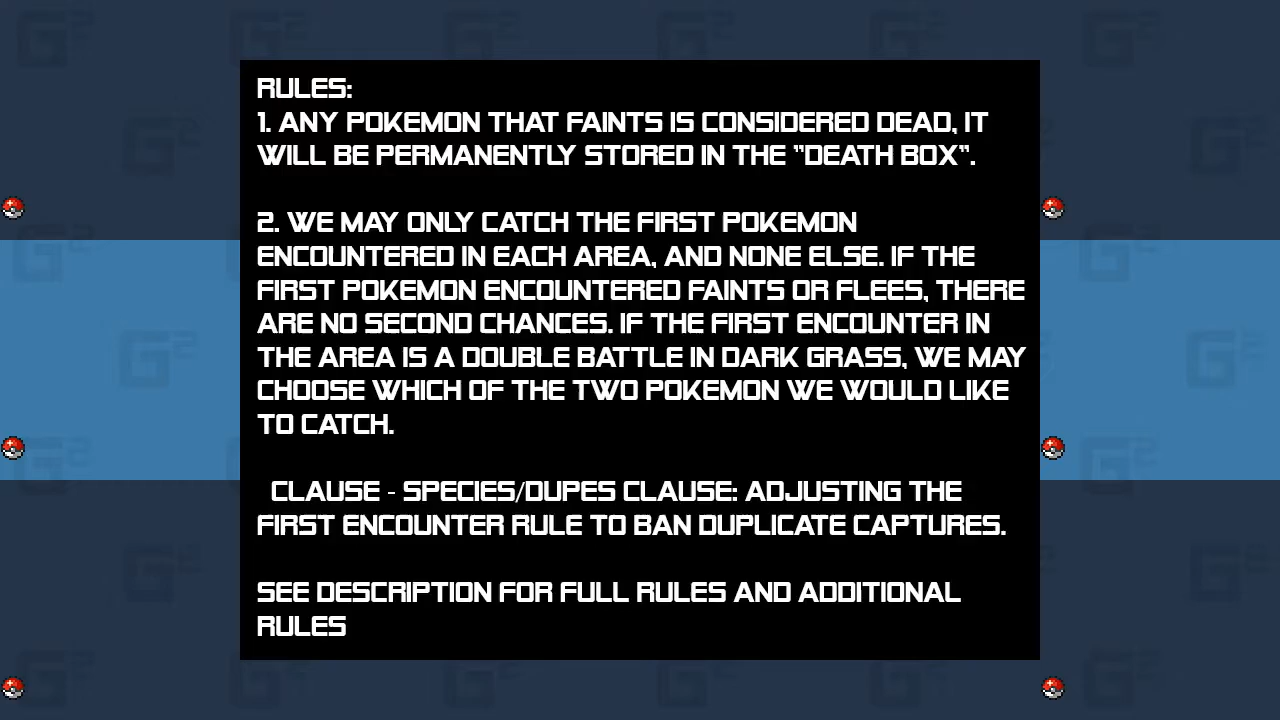 RULES:
1. ANY POKEMON THAT FAINTS IS CONSIDERED DEAD, IT
WILL BE PERMANENTLY STORED IN THE "DEATH BOX".
2. WE MAY ONLY CATCH THE FIRST POKEMON
ENCOUNTERED IN EACH AREA, AND NONE ELSE. IF THE
FIRST POKEMON ENCOUNTERED FAINTS OR FLEES, THERE
ARE NO SECOND CHANCES. IF THE FIRST ENCOUNTER IN
THE AREA IS A DOUBLE BATTLE IN DARK GRASS, WE MAY
CHOOSE WHICH OF THE TWO POKEMON WE WOULD LIKE
TO CATCH.
CLAUSE - SPECIES/DUPES CLAUSE: ADJUSTING THE
FIRST ENCOUNTER RULE TO BAN DUPLICATE CAPTURES.
SEE DESCRIPTION FOR FULL RULES AND ADDITIONAL
RULES